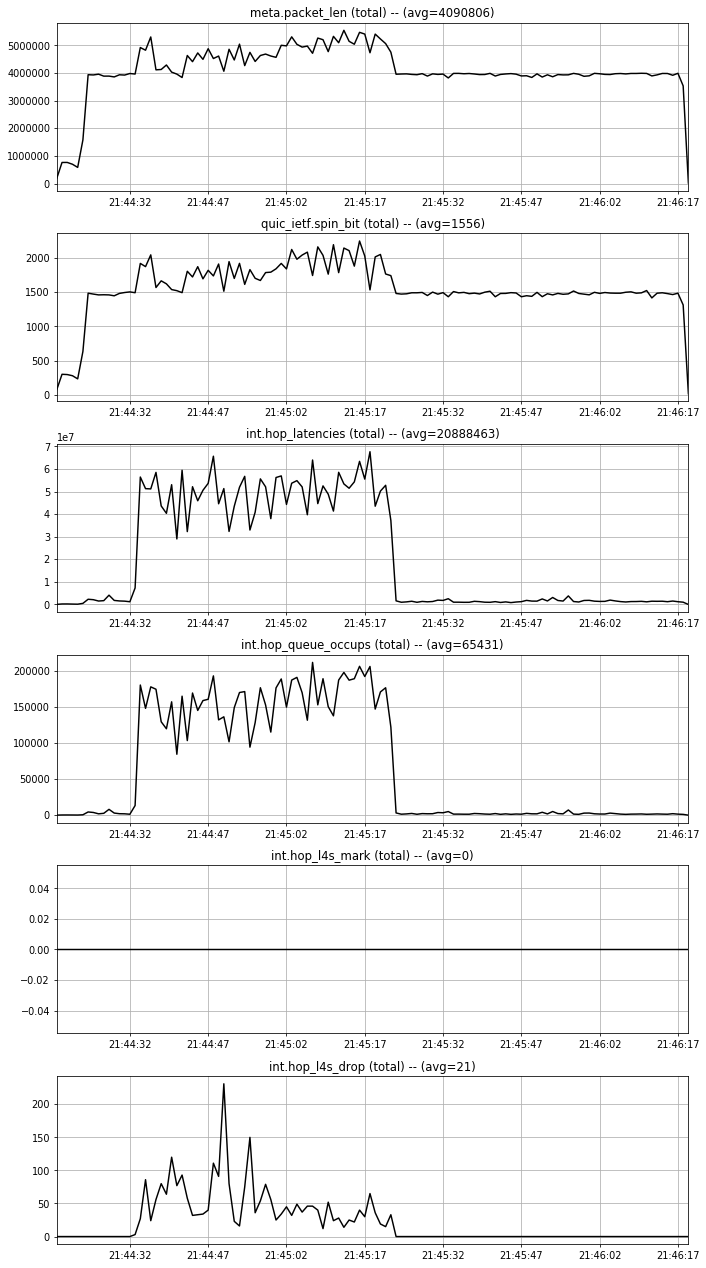 meta.packet_len (total) -- (avg=4090806)
5000000
4000000
3000000
2000000
1000000
0
21:44:32 21:44:47 21:45:02 21:45:17 21:45:32 21:45:47 21:46:02 21:46:17
quic_ietf.spin_bit (total) -- (avg=1556)
2000
1500
1000
500
0
21:44:32 21:44:47 21:45:02 21:45:17 21:45:32 21:45:47 21:46:02 21:46:17
int.hop_latencies (total) -- (avg=20888463)
1e7
7
6
5
4
3
2
1
0
21:44:32 21:44:47 21:45:02 21:45:17 21:45:32 21:45:47 21:46:02 21:46:17
int.hop_queue_occups (total) -- (avg=65431)
200000
150000
100000
50000
0
21:44:32 21:44:47 21:45:02 21:45:17 21:45:32 21:45:47 21:46:02 21:46:17
int.hop_l4s_mark (total) -- (avg=0)
0.04
0.02
0.00
−0.02
−0.04
21:44:32 21:44:47 21:45:02 21:45:17 21:45:32 21:45:47 21:46:02 21:46:17
int.hop_l4s_drop (total) -- (avg=21)
200
150
100
50
0
21:44:32 21:44:47 21:45:02 21:45:17 21:45:32 21:45:47 21:46:02 21:46:17